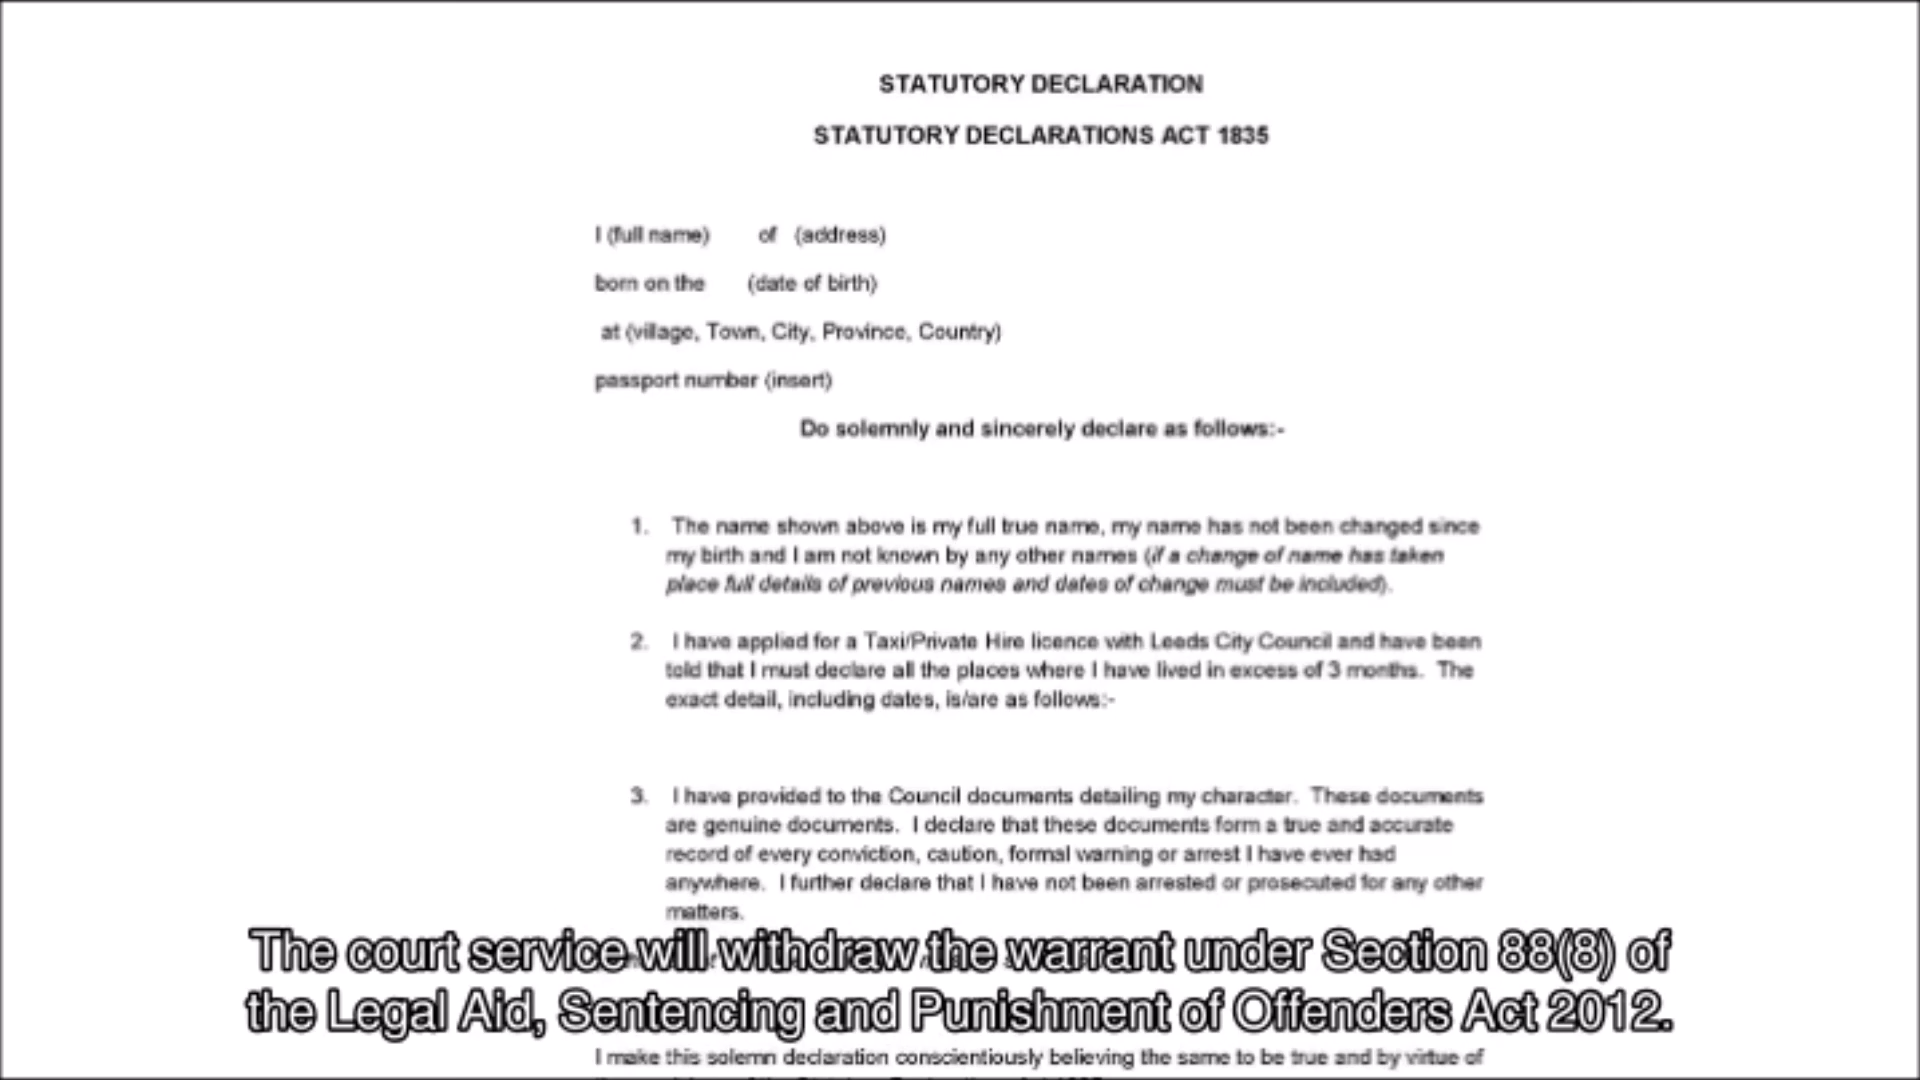 STATUTORY DECLARATION
STATUTORY DECLARATIONS ACT 1835
I (full name) of (address)
born on the (date of birth)
at (village, Town, City, Province, Country)
passport number (insert)
Do solemnly and sincerely declare as follows:-
1. The name shown above is my full true name, my name has not been changed since
my birth and I am not known by any other names (if a change of name has taken
place full details of previous names and dates of change must be included).
2. I have applied for a Taxi/Private Hire licence with Leeds City Council and have been
told that I must declare all the places where I have lived in excess of 3 months. The
exact detail, including dates, is/are as follows:-
3. I have provided to the Council documents detailing my character. These documents
are genuine documents. I declare that these documents form a true and accurate
record of every conviction, caution, formal warning or arrest I have ever had
anywhere. I further declare that I have not been arrested or prosecuted for any other
matters.
The court service will withdraw the warrant under Section 88(8) of
the Legal Aid, Sentencing and Punishment of Offenders Act 2012.
I make this solemn declaration conscientiously believing the same to be true and by virtue of